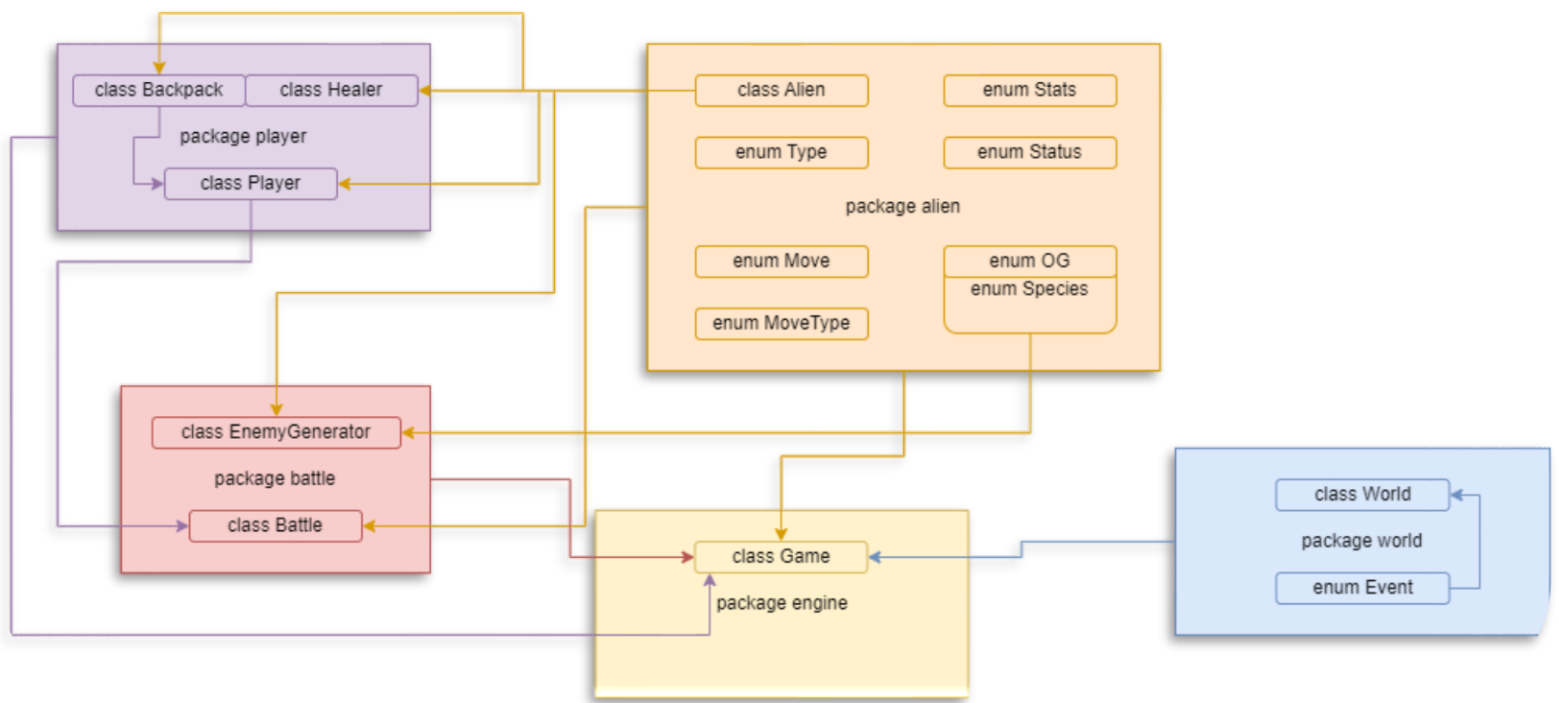 class Backpack
class Healer
package player
class Player
class Alien
enum Stats
enum Type
enum Status
package alien
enum Move
enum OG
enum Species
enum MoveType
class EnemyGenerator
package battle
class Battle
class Game
package engine
class World
package world
enum Event